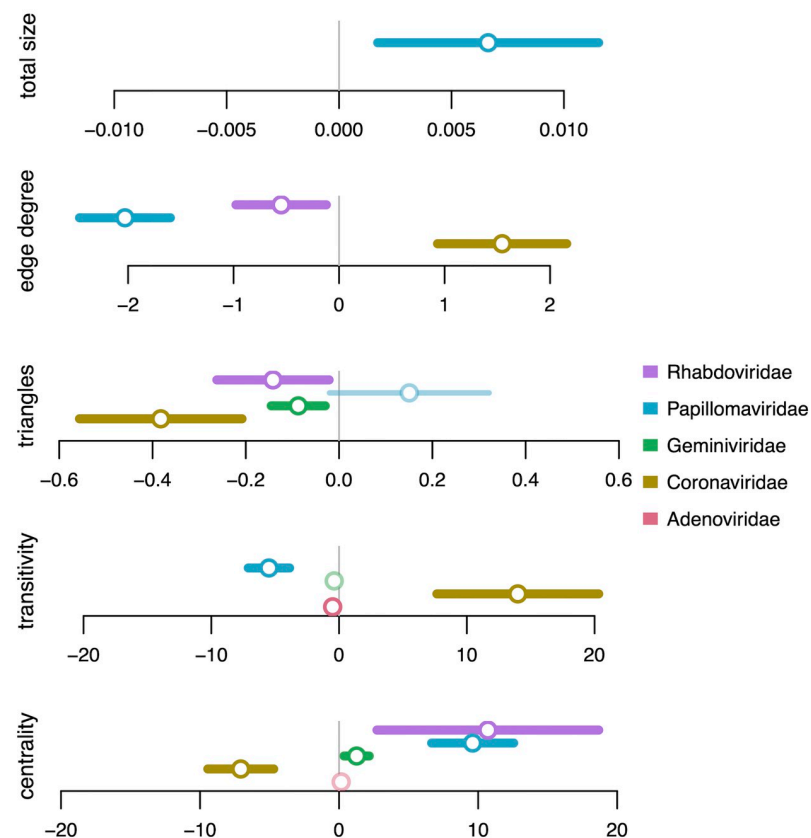 total size
−0.010 −0.005 0.000 0.005 0.010
edge degree
−2 −1 0 1 2
triangles
−0.6 −0.4 −0.2 0.0 0.2 0.4 0.6
Rhabdoviridae
Papillomaviridae
Geminiviridae
Coronaviridae
Adenoviridae
transitivity
−20 −10 0 10 20
centrality
−20 −10 0 10 20